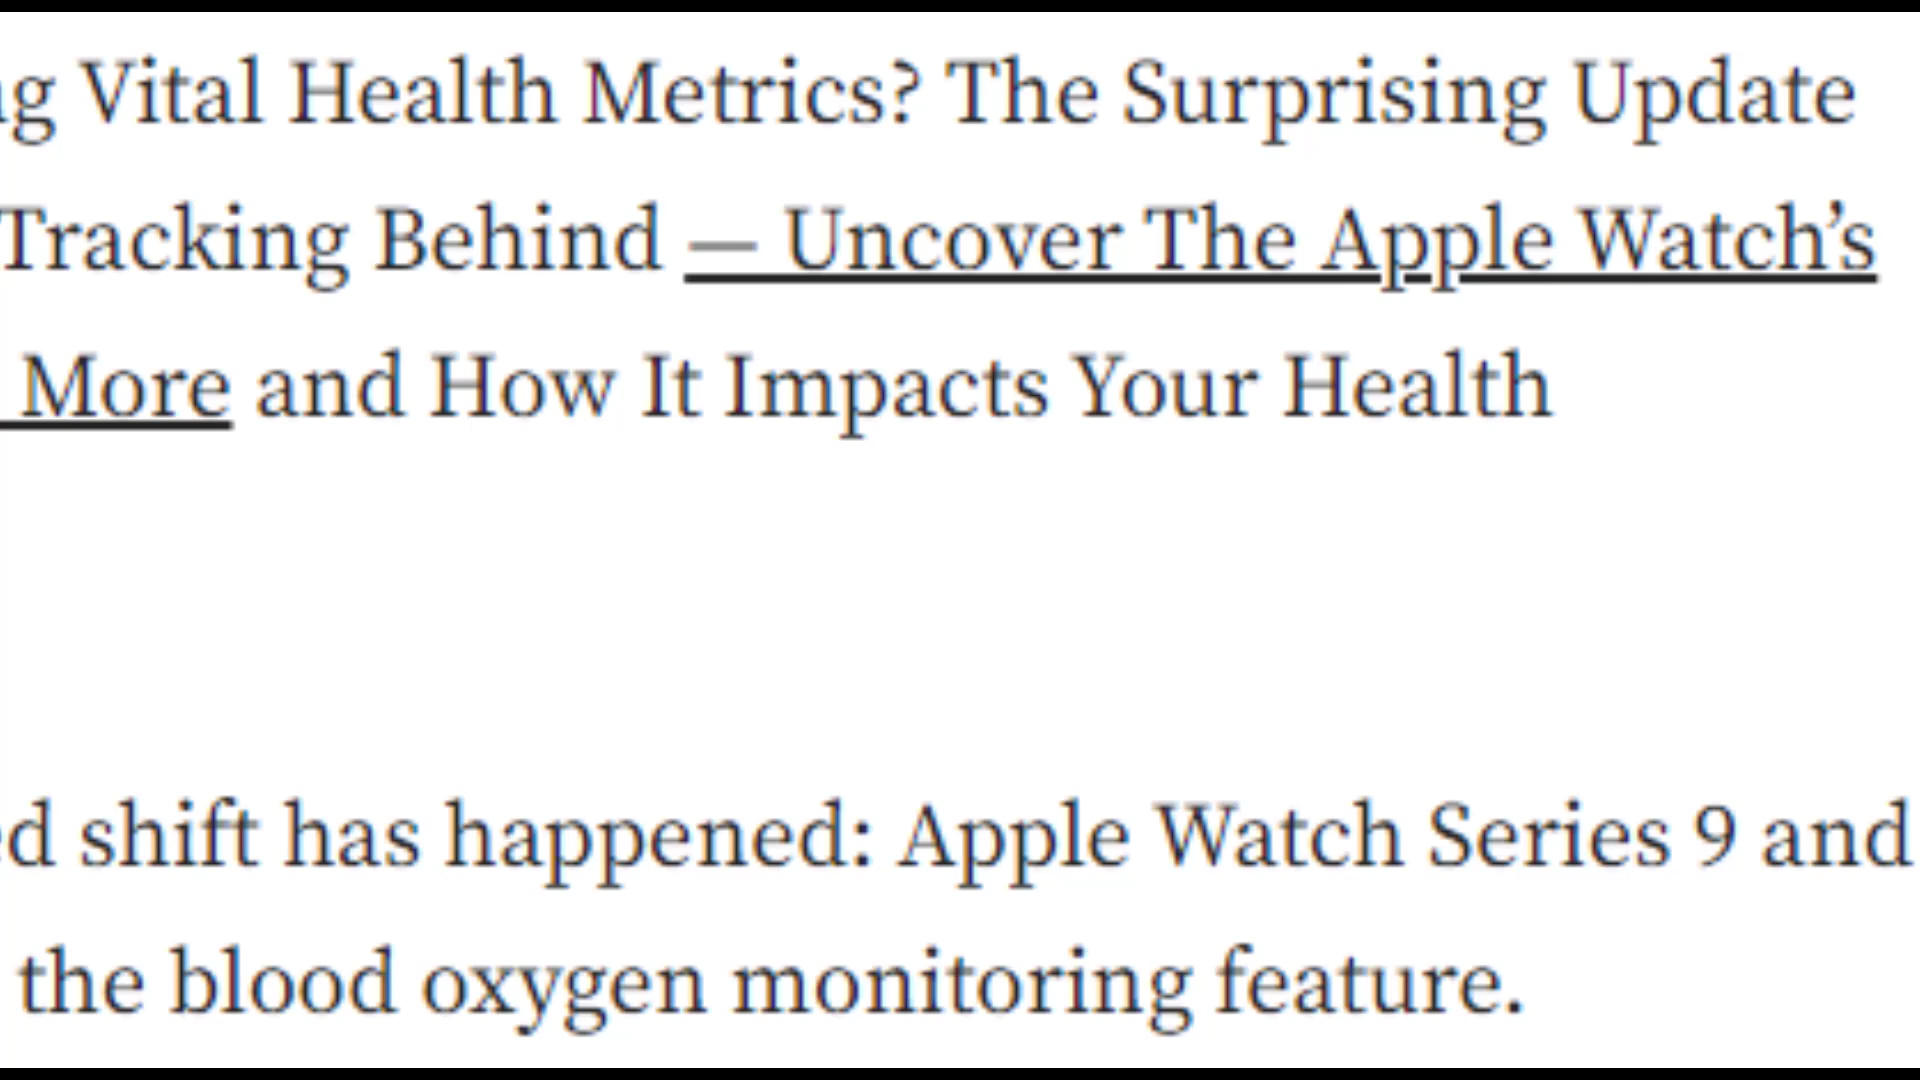 Vital Health Metrics? The Surprising Update
Tracking Behind — Uncover The Apple Watch’s
More and How It Impacts Your Health
shift has happened: Apple Watch Series 9 and
the blood oxygen monitoring feature.